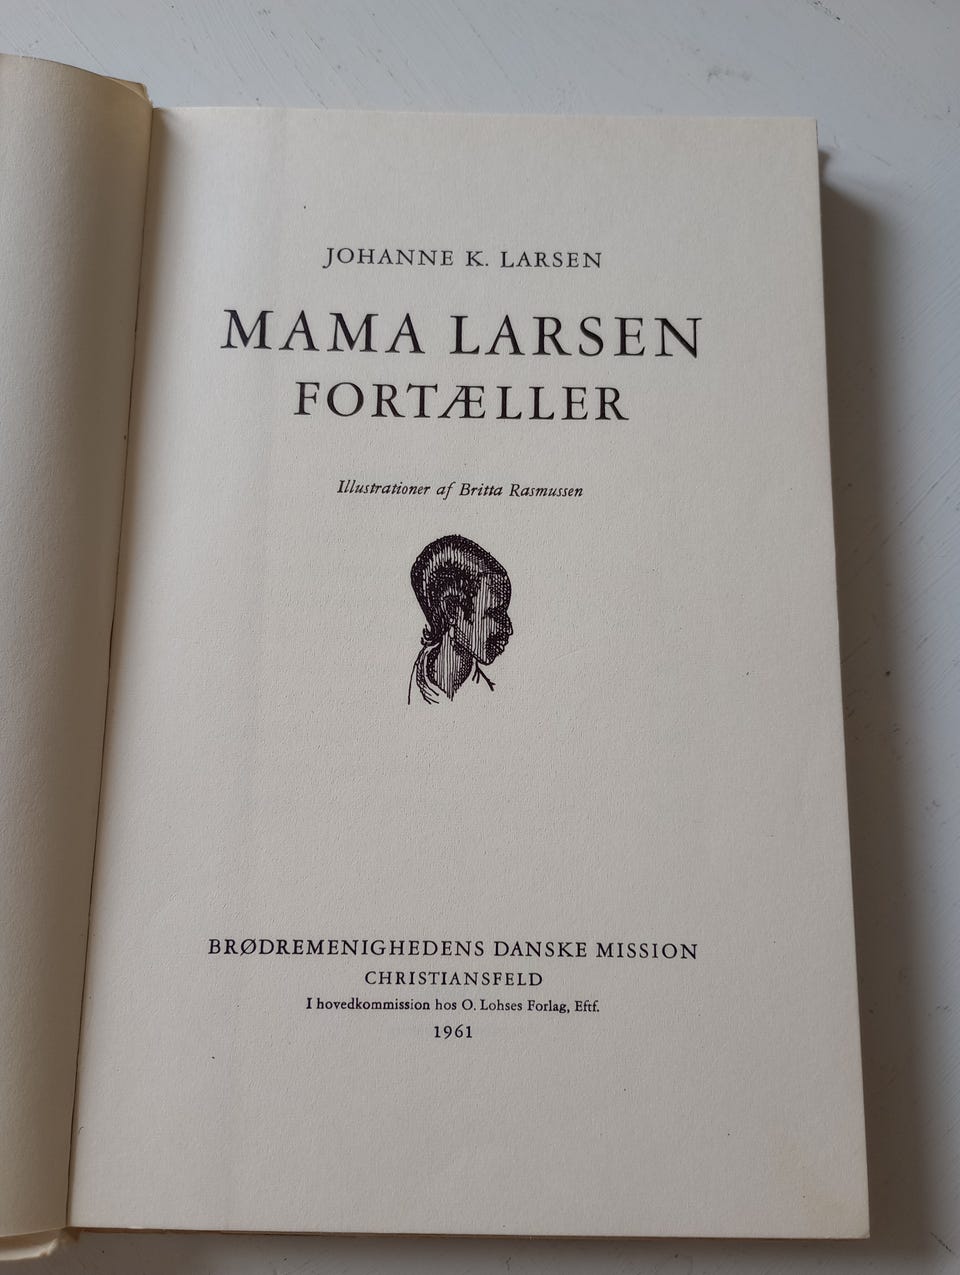 JOHANNE K. LARSEN
MAMA LARSEN
FORTÆLLER
Illustrationer af Britta Rasmussen
BRØDREMENIGHEDENS DANSKE MISSION
CHRISTIANSFELD
I hovedkommission hos O. Lohses Forlag, Eftf.
1961